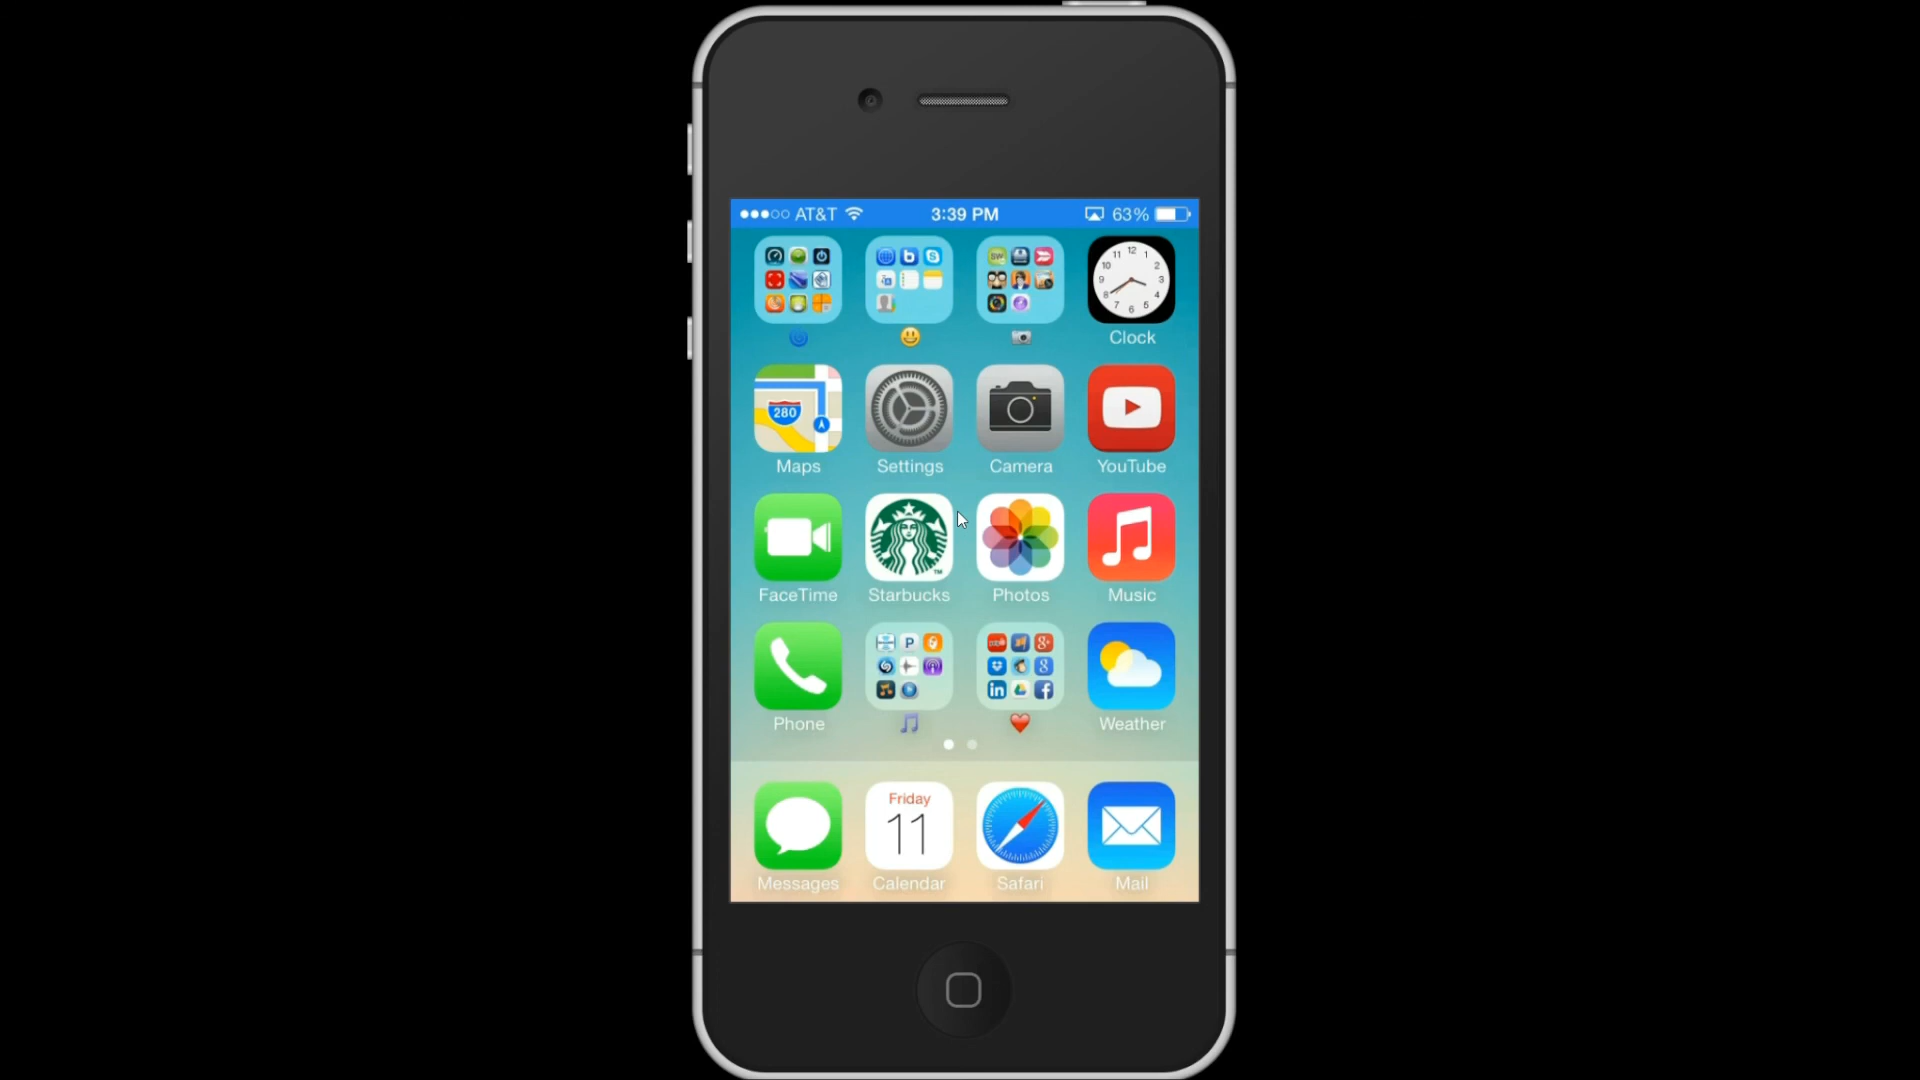 AT&T 3:39 PM 63%
Clock
280
Maps Settings Camera YouTube
FaceTime Starbucks Photos Music
Phone Weather
Friday
11
Messages Calendar Safari Mail